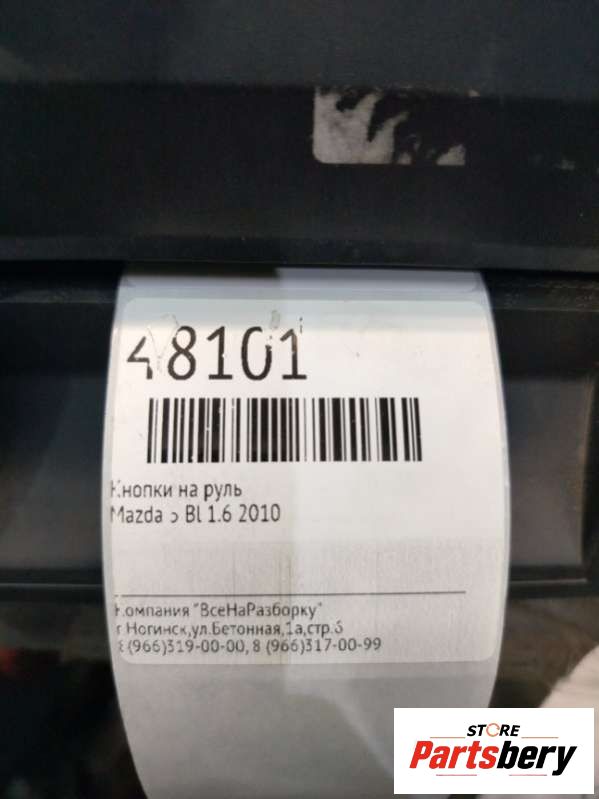 48101
Кнопки на руль
Mazda 3 Bl 1.6 2010
Компания "ВсеНаРазборку"
г.Ногинск,ул.Бетонная,1а,стр.6
8 (966)319-00-00, 8 (966)317-00-99
STORE
Partsbery